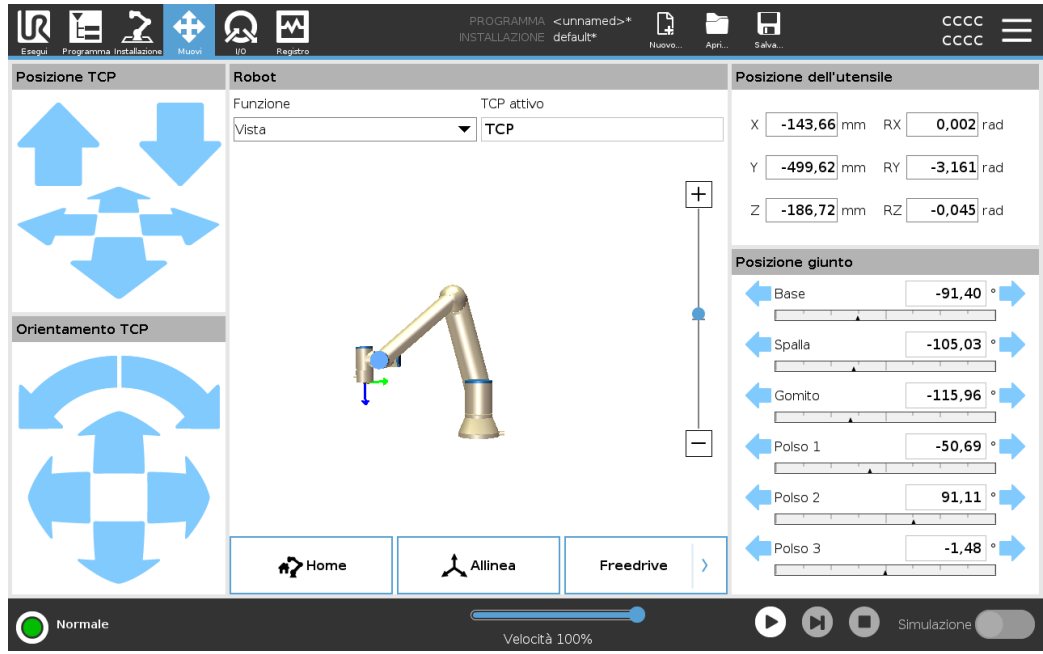 UR
Esegui
Programma
Installazione
Muovi
I/O
Registro
PROGRAMMA <unnamed>*
INSTALLAZIONE default*
Nuovo...
Apri...
Salva...
CCCC
CCCC
Posizione TCP
Orientamento TCP
Robot
Funzione
Vista
TCP attivo
TCP
+
−
Home
Allinea
Freedrive
Posizione dell'utensile
X -143,66 mm RX 0,002 rad
Y -499,62 mm RY -3,161 rad
Z -186,72 mm RZ -0,045 rad
Posizione giunto
Base -91,40 °
Spalla -105,03 °
Gomito -115,96 °
Polso 1 -50,69 °
Polso 2 91,11 °
Polso 3 -1,48 °
Normale
Velocità 100%
Simulazione